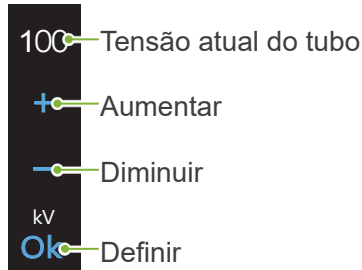 100 Tensão atual do tubo
+ Aumentar
− Diminuir
kV
Ok Definir